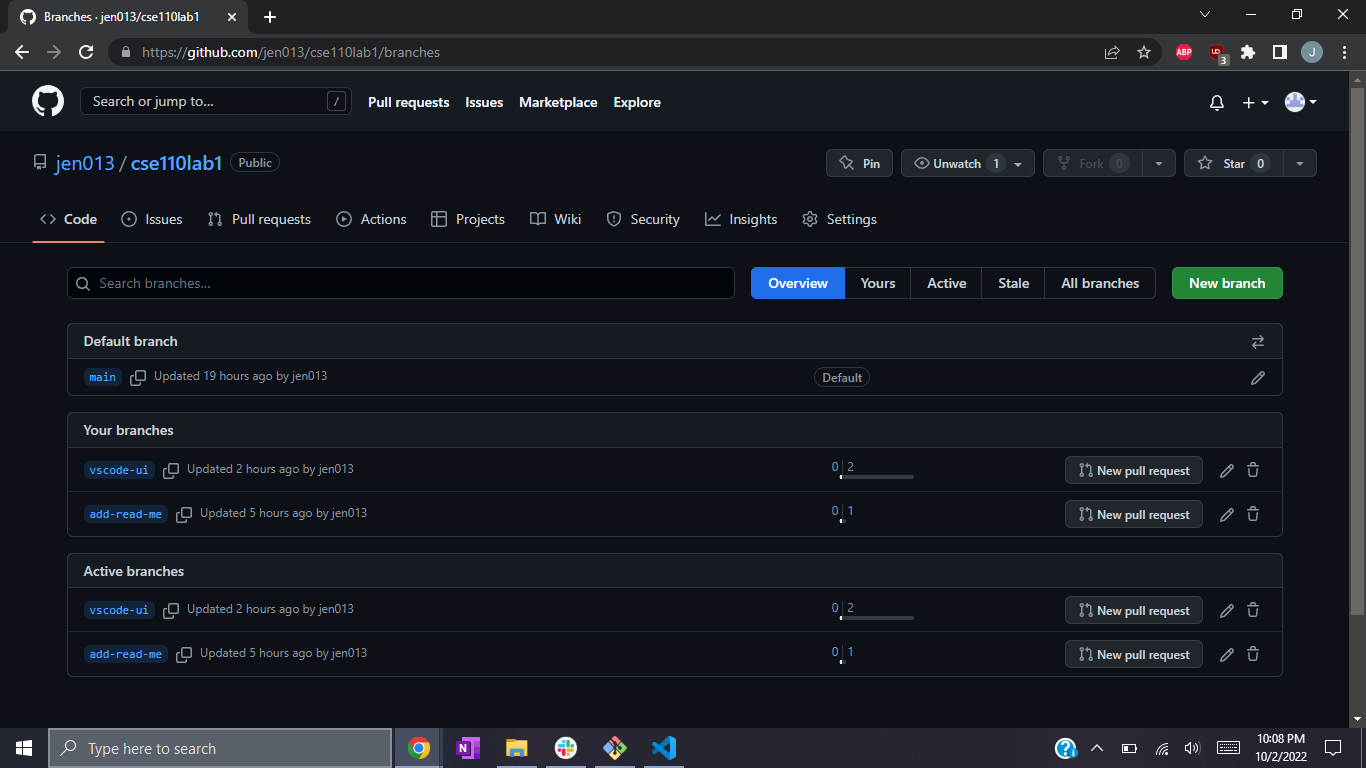 Branches · jen013/cse110lab1
https://github.com/jen013/cse110lab1/branches
ABP
UD
3
J
Search or jump to...
/
Pull requests
Issues
Marketplace
Explore
jen013 / cse110lab1 Public
Pin
Unwatch 1
Fork 0
Star 0
Code
Issues
Pull requests
Actions
Projects
Wiki
Security
Insights
Settings
Search branches...
Overview
Yours
Active
Stale
All branches
New branch
Default branch
main Updated 19 hours ago by jen013 Default
Your branches
vscode-ui Updated 2 hours ago by jen013 0 2 New pull request
add-read-me Updated 5 hours ago by jen013 0 1 New pull request
Active branches
vscode-ui Updated 2 hours ago by jen013 0 2 New pull request
add-read-me Updated 5 hours ago by jen013 0 1 New pull request
Type here to search
N
10:08 PM
10/2/2022